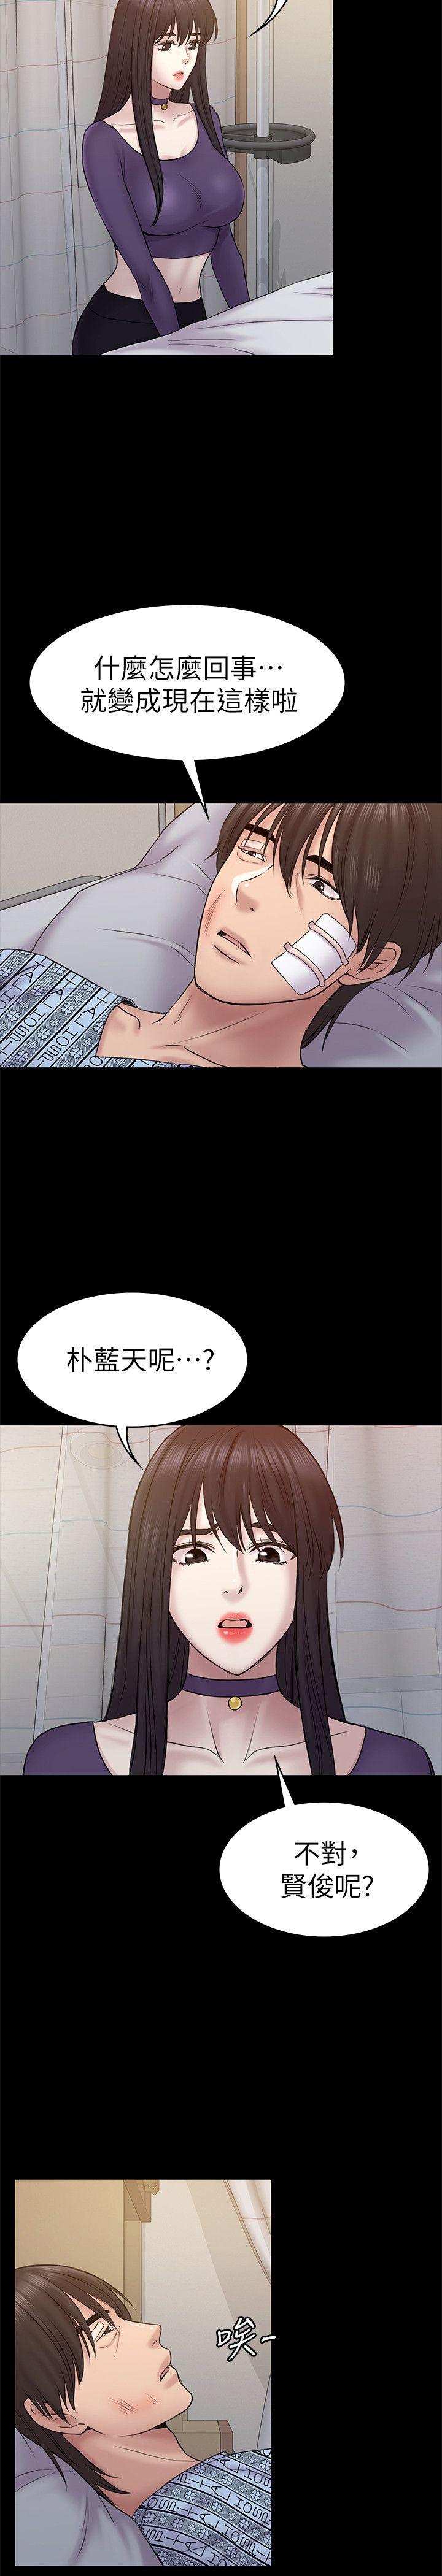 什麼怎麼回事⋯
就變成現在這樣啦
朴藍天呢⋯?
不對，
賢俊呢?
唉-